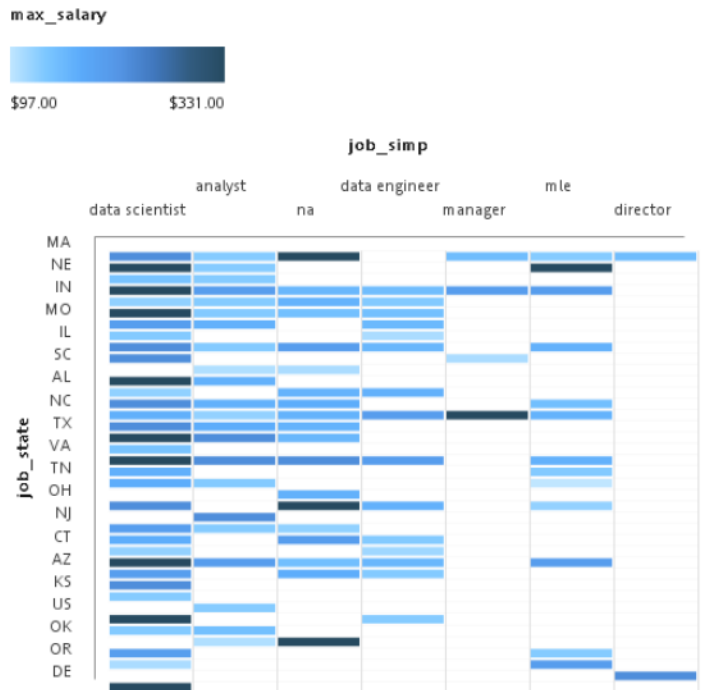 max_salary
$97.00 $331.00
job_simp
analyst data engineer mle
data scientist na manager director
job_state
MA
NE
IN
MO
IL
SC
AL
NC
TX
VA
TN
OH
NJ
CT
AZ
KS
US
OK
OR
DE